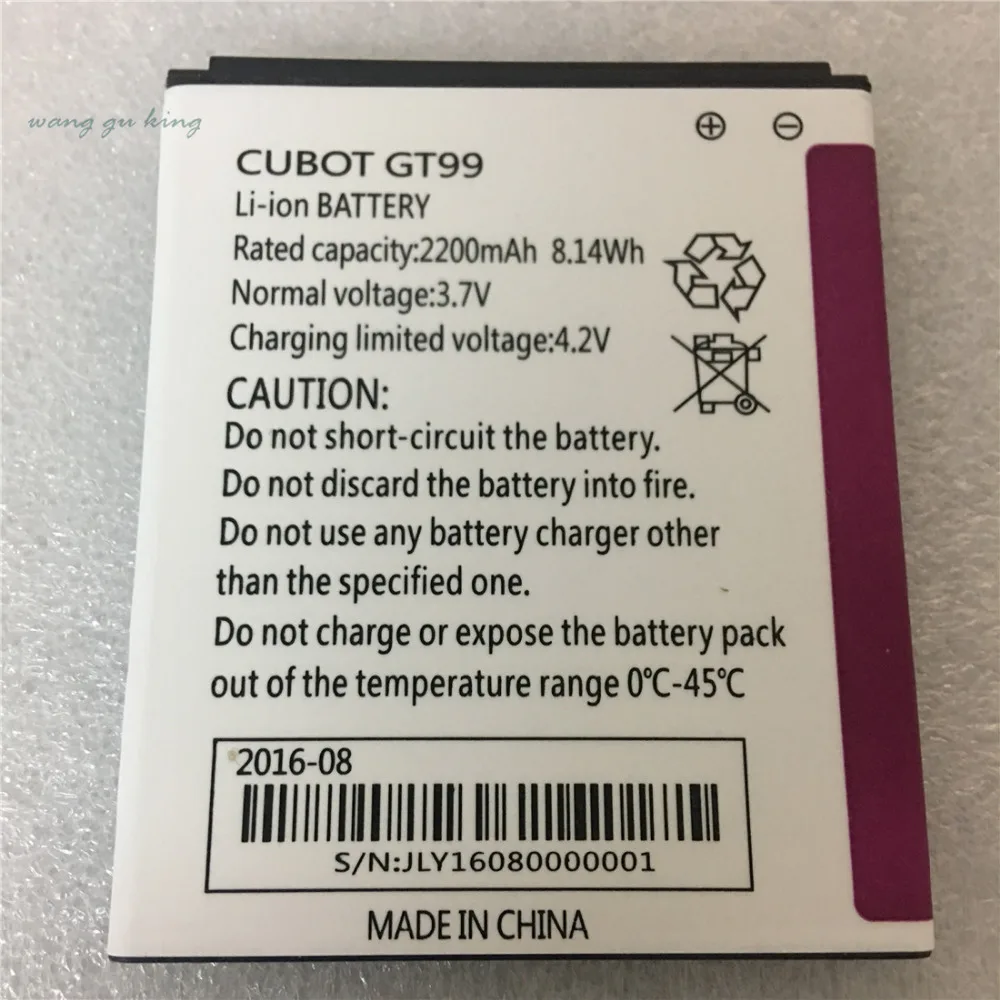 wang gu king
CUBOT GT99
Li-ion BATTERY
Rated capacity:2200mAh 8.14Wh
Normal voltage:3.7V
Charging limited voltage:4.2V
CAUTION:
Do not short-circuit the battery.
Do not discard the battery into fire.
Do not use any battery charger other
than the specified one.
Do not charge or expose the battery pack
out of the temperature range 0℃-45℃
2016-08
S/N:JLY16080000001
MADE IN CHINA